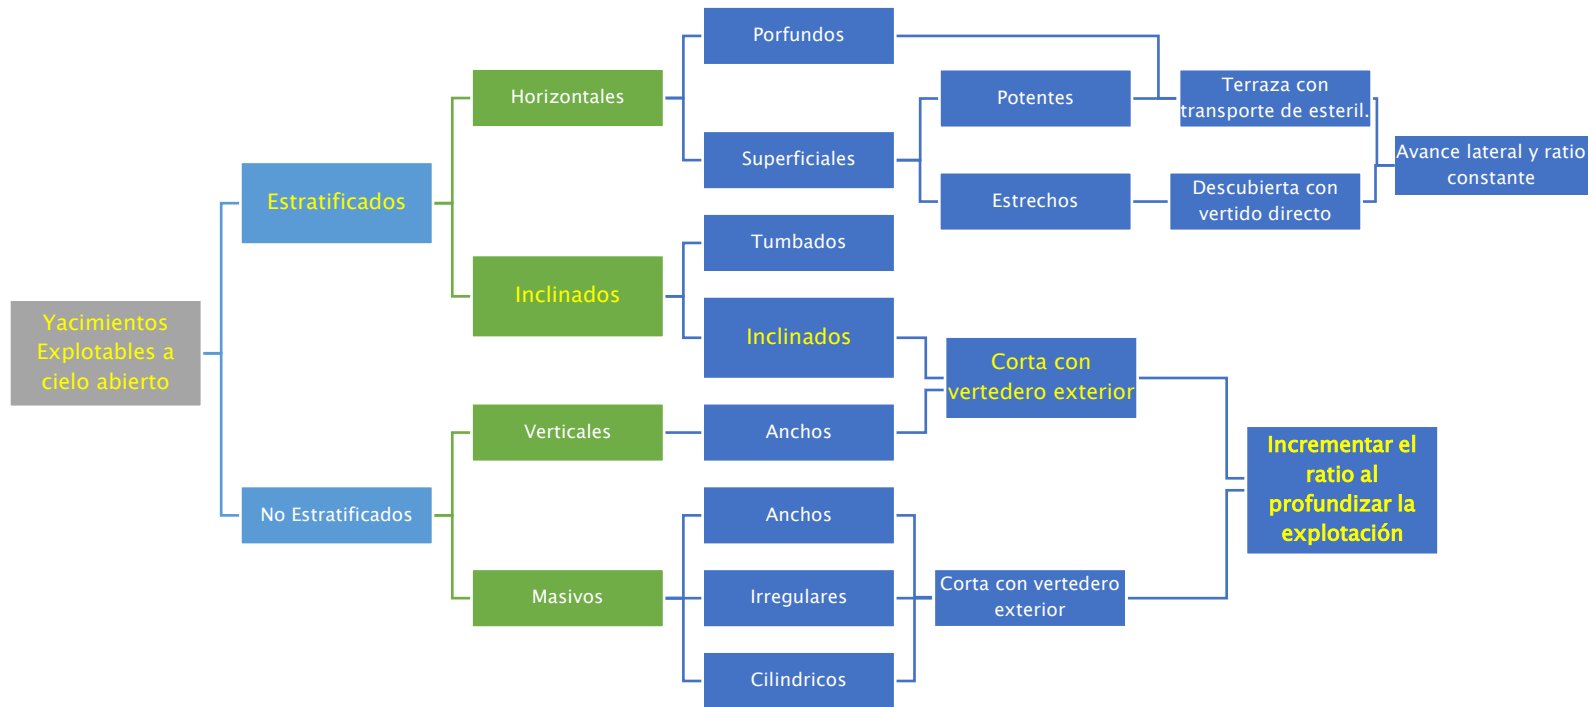 Porfundos
Horizontales
Potentes
Terraza con
transporte de esteril.
Superficiales
Avance lateral y ratio
constante
Estratificados
Estrechos
Descubierta con
vertido directo
Tumbados
Inclinados
Inclinados
Yacimientos
Explotables a
cielo abierto
Corta con
vertedero exterior
Verticales
Anchos
Incrementar el
ratio al
profundizar la
explotación
No Estratificados
Anchos
Masivos
Irregulares
Corta con vertedero
exterior
Cilindricos